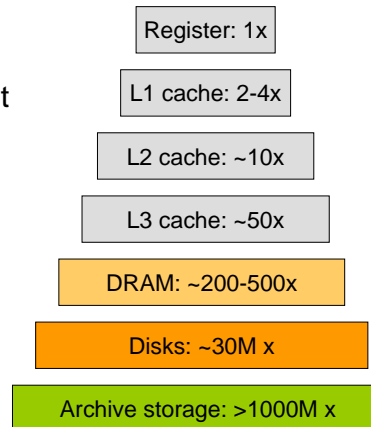 Register: 1x
t
L1 cache: 2-4x
L2 cache: ~10x
L3 cache: ~50x
DRAM: ~200-500x
Disks: ~30M x
Archive storage: >1000M x